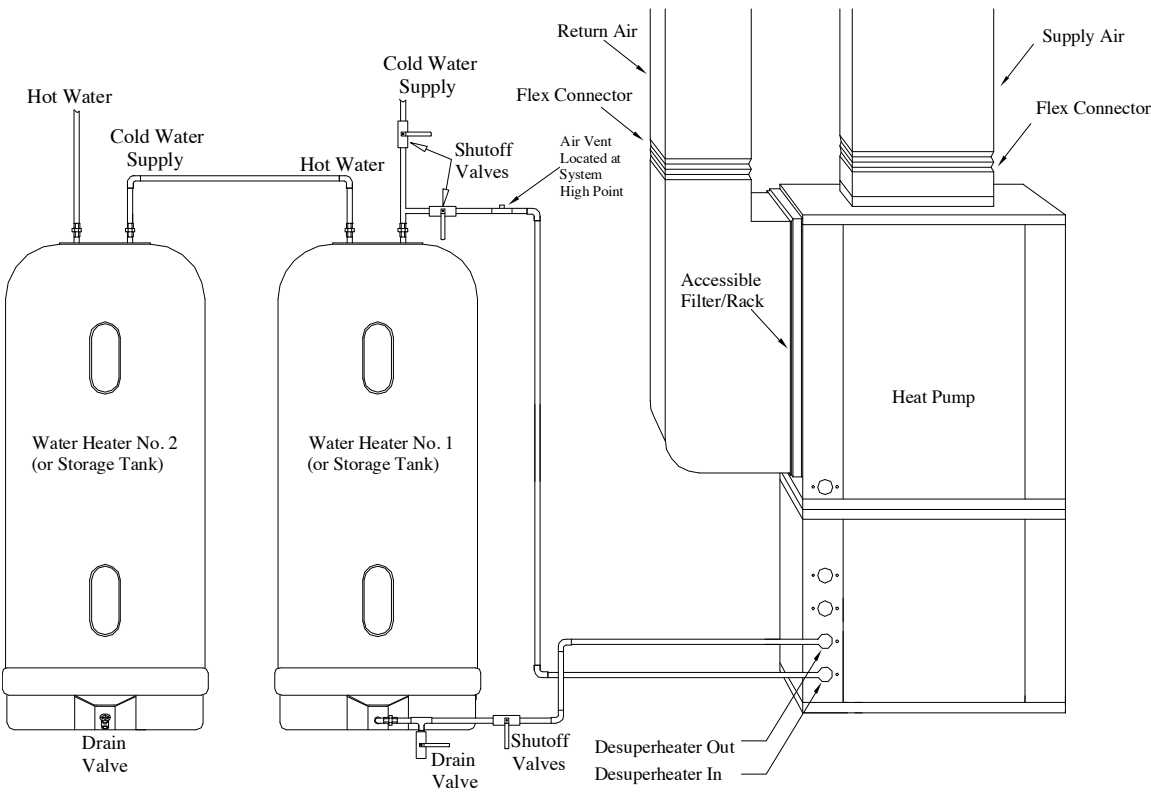 Return Air
Supply Air
Cold Water
Supply
Hot Water
Flex Connector
Flex Connector
Cold Water
Supply
Hot Water
Shutoff
Valves
Air Vent
Located at
System
High Point
Accessible
Filter/Rack
Heat Pump
Water Heater No. 2
(or Storage Tank)
Water Heater No. 1
(or Storage Tank)
Drain
Valve
Drain
Valve
Shutoff
Valves
Desuperheater Out
Desuperheater In